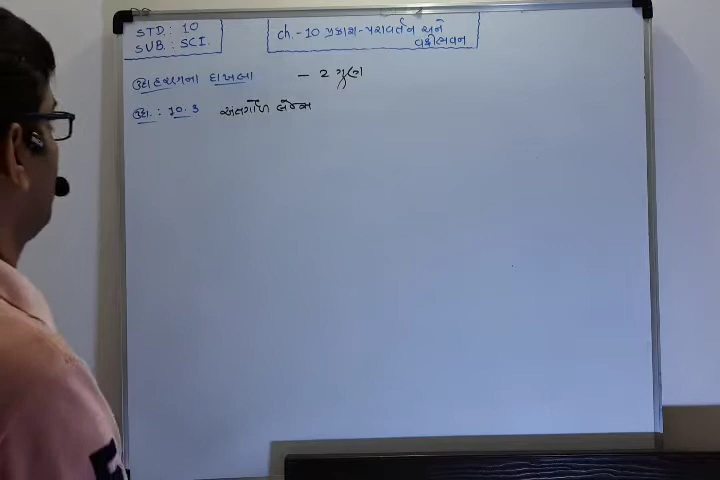 STD.: 10
SUB.: SCI.
ch.-10 પ્રકાશ-પરાવર્તન અને
વક્રીભવન
ઉદાહરણના દાખલા - 2 ગુણ
ઉદા.: 10.3 અંતર્ગોળ લેન્સ